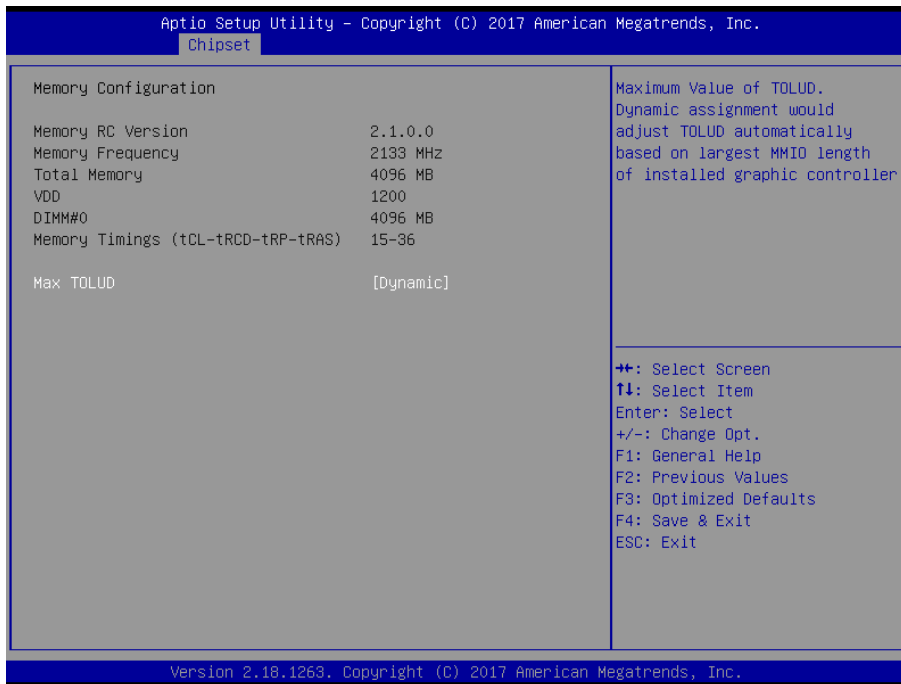 Aptio Setup Utility – Copyright (C) 2017 American Megatrends, Inc.
Chipset
Memory Configuration
Memory RC Version 2.1.0.0
Memory Frequency 2133 MHz
Total Memory 4096 MB
VDD 1200
DIMM#0 4096 MB
Memory Timings (tCL-tRCD-tRP-tRAS) 15-36
Max TOLUD [Dynamic]
Maximum Value of TOLUD.
Dynamic assignment would
adjust TOLUD automatically
based on largest MMIO length
of installed graphic controller
→←: Select Screen
↑↓: Select Item
Enter: Select
+/-: Change Opt.
F1: General Help
F2: Previous Values
F3: Optimized Defaults
F4: Save & Exit
ESC: Exit
Version 2.18.1263. Copyright (C) 2017 American Megatrends, Inc.